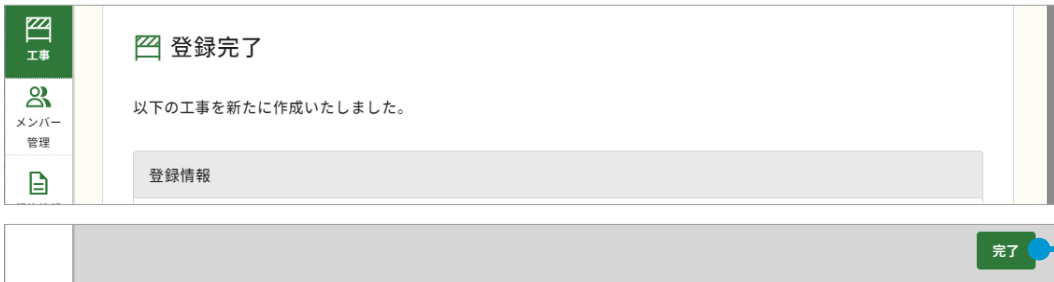 工事
登録完了
メンバー
管理
以下の工事を新たに作成いたしました。
登録情報
完了